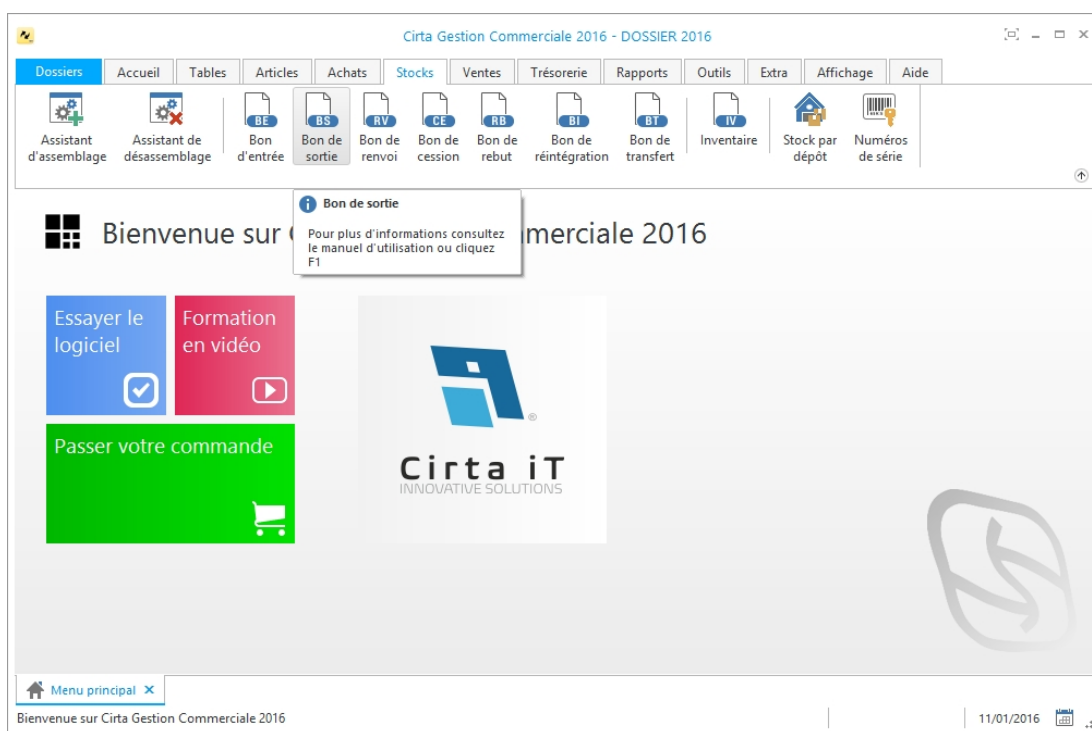 Cirta Gestion Commerciale 2016 - DOSSIER 2016
Dossiers Accueil Tables Articles Achats Stocks Ventes Trésorerie Rapports Outils Extra Affichage Aide
BE BS RV CE RB BI BT IV
Assistant d'assemblage
Assistant de désassemblage
Bon d'entrée
Bon de sortie
Bon de renvoi
Bon de cession
Bon de rebut
Bon de réintégration
Bon de transfert
Inventaire
Stock par dépôt
Numéros de série
Bon de sortie
Pour plus d'informations consultez
le manuel d'utilisation ou cliquez
F1
Bienvenue sur C mmerciale 2016
Essayer le
logiciel
Formation
en vidéo
Passer votre commande
Cirta iT
INNOVATIVE SOLUTIONS
®
Menu principal
Bienvenue sur Cirta Gestion Commerciale 2016
11/01/2016